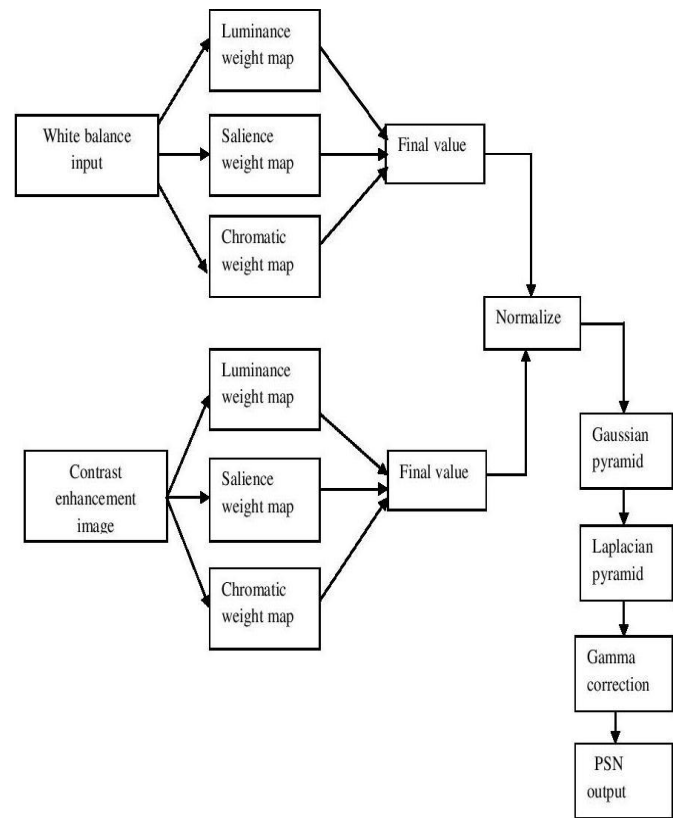 Luminance
weight map
White balance
input
Salience
weight map
Final value
Chromatic
weight map
Normalize
Luminance
weight map
Contrast
enhancement
image
Salience
weight map
Final value
Chromatic
weight map
Gaussian
pyramid
Laplacian
pyramid
Gamma
correction
PSN
output